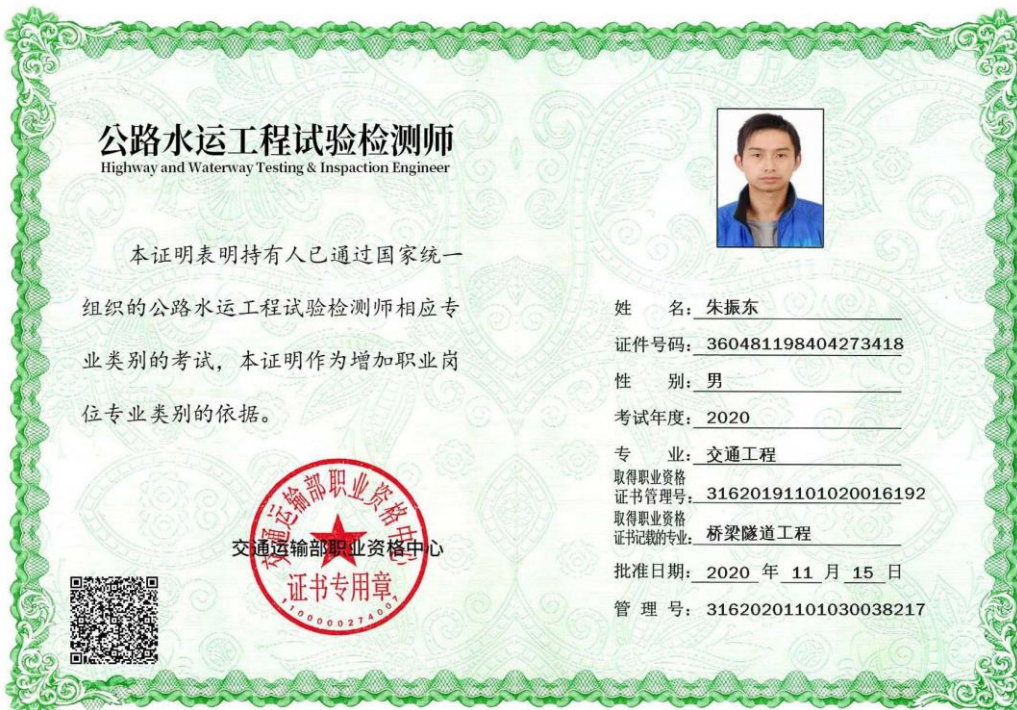 公路水运工程试验检测师
Highway and Waterway Testing & Inspaction Engineer
本证明表明持有人已通过国家统一
组织的公路水运工程试验检测师相应专
业类别的考试，本证明作为增加职业岗
位专业类别的依据。
交通运输部职业资格中心
交通运输部职业资格中心
证书专用章
1100000274007
姓 名：朱振东
证件号码：360481198404273418
性 别：男
考试年度：2020
专 业：交通工程
取得职业资格
证书管理号：31620191101020016192
取得职业资格
证书记载的专业：桥梁隧道工程
批准日期：2020 年 11 月 15 日
管 理 号：31620201101030038217